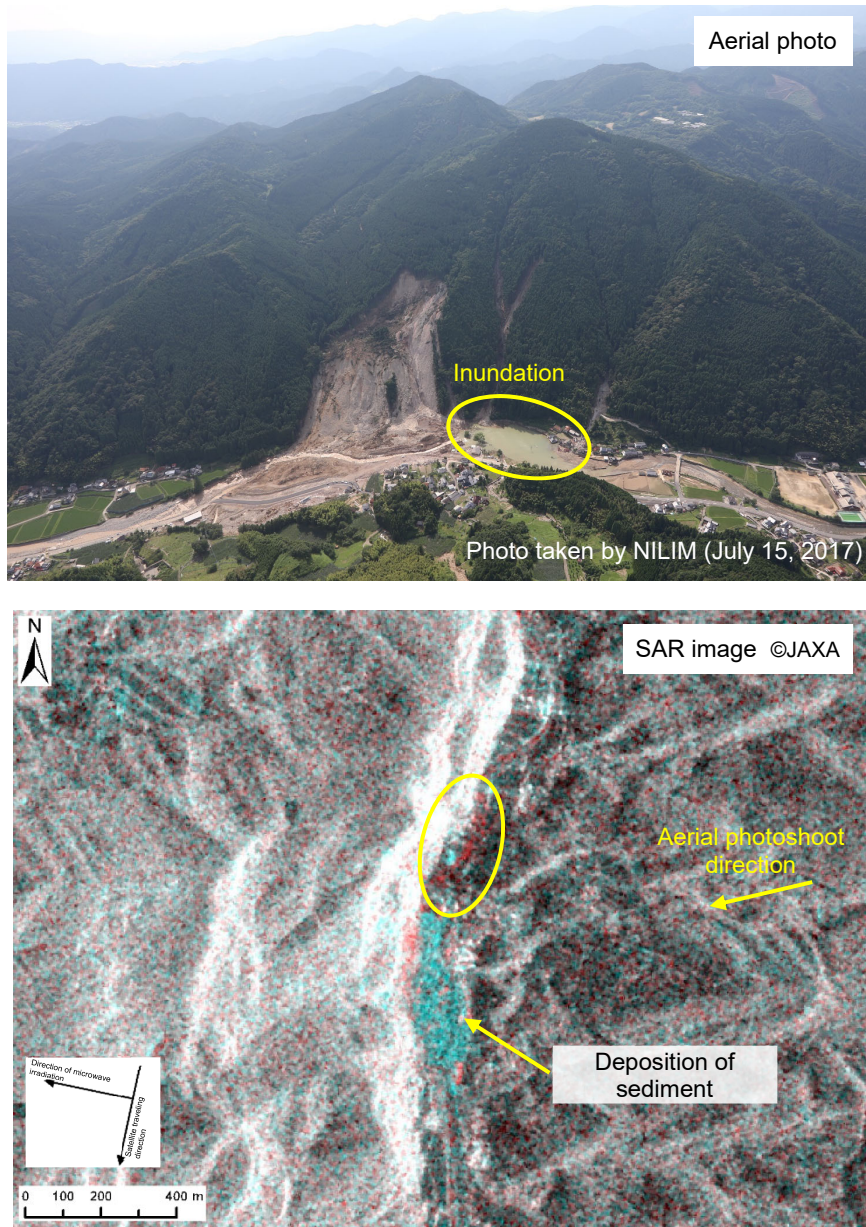 Aerial photo
Inundation
Photo taken by NILIM (July 15, 2017)
N
SAR image ©JAXA
Aerial photoshoot
direction
Deposition of
sediment
Direction of microwave
irradiation
Satellite traveling
direction
0 100 200 400 m